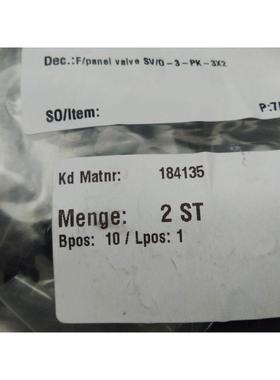 Dec.:F/panel valve SV/O-3-PK-3X2
SO/Item:
P:7
Kd Matnr: 184135
Menge: 2 ST
Bpos: 10 / Lpos: 1